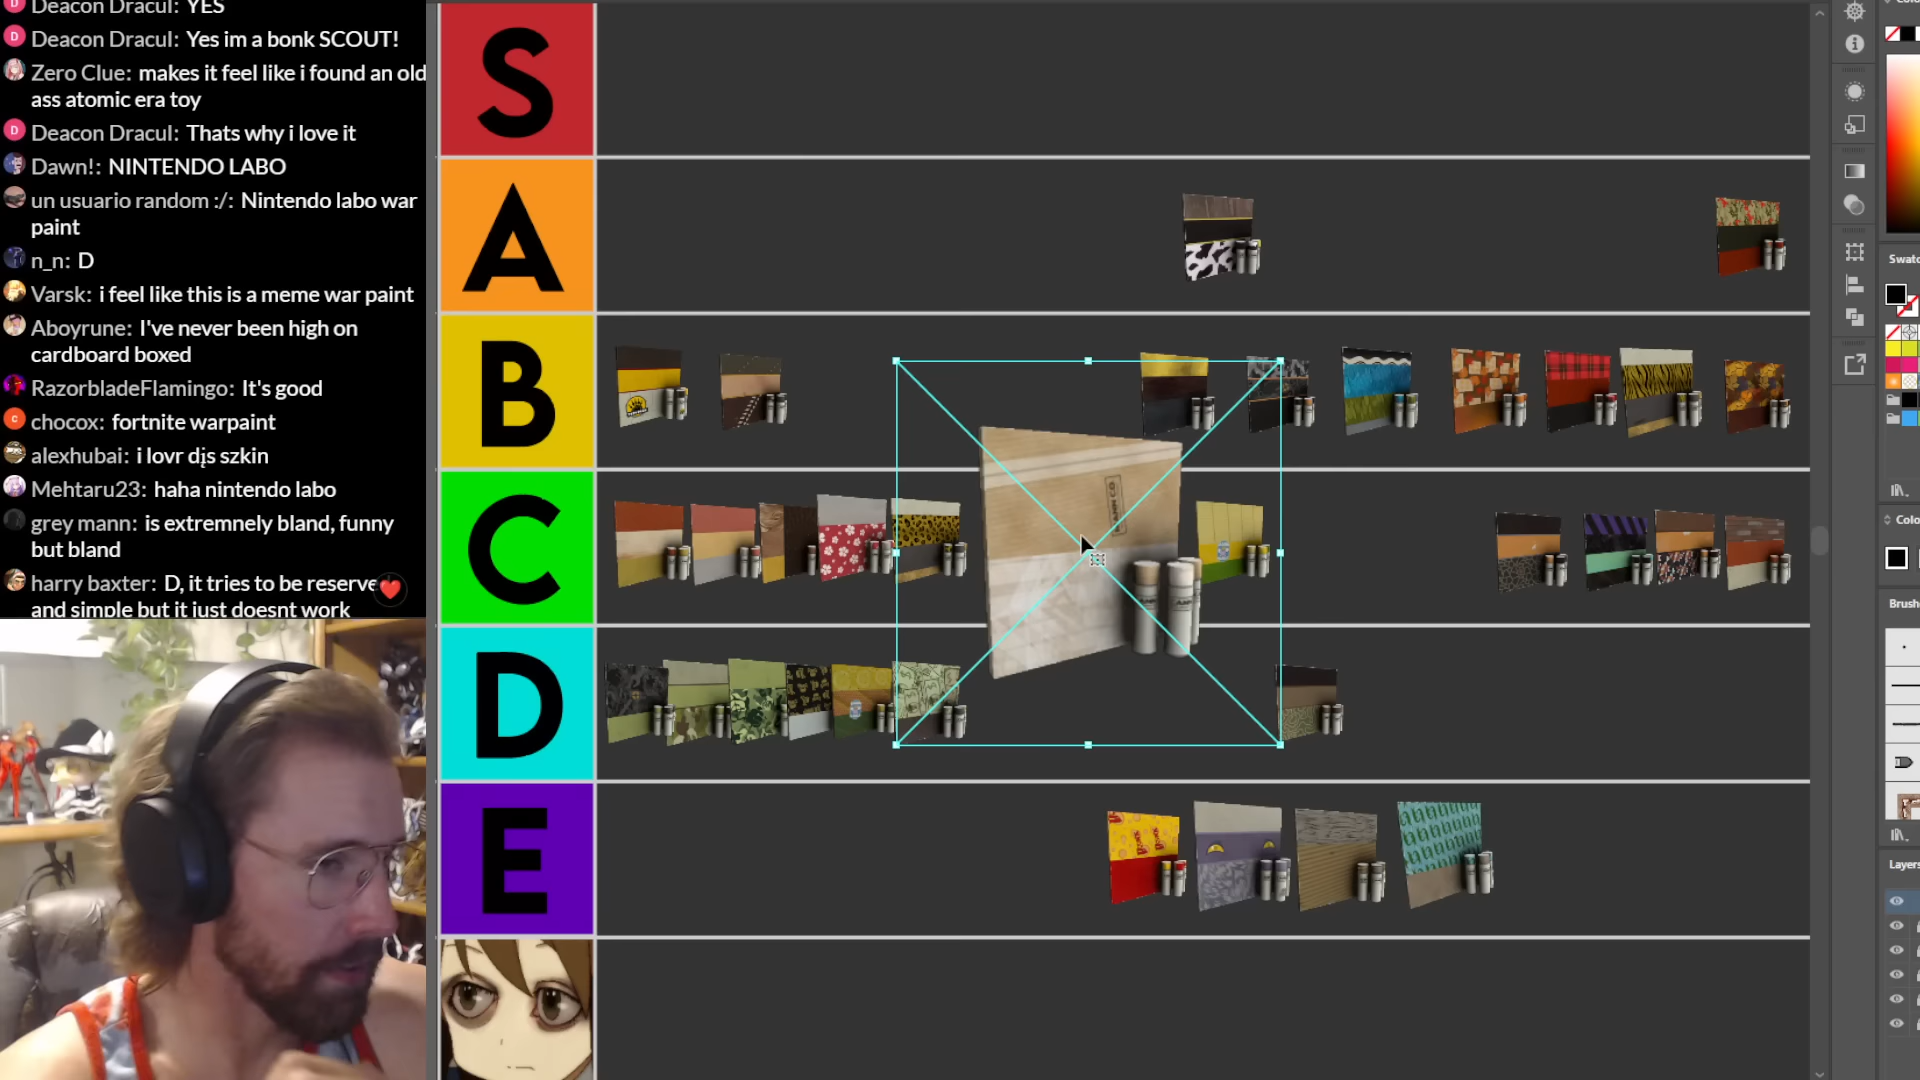 Deacon Dracul: YES
Deacon Dracul: Yes im a bonk SCOUT!
Zero Clue: makes it feel like i found an old
ass atomic era toy
Deacon Dracul: Thats why i love it
Dawn!: NINTENDO LABO
un usuario random :/: Nintendo labo war
paint
n_n: D
Varsk: i feel like this is a meme war paint
Aboyrune: I've never been high on
cardboard boxed
RazorbladeFlamingo: It's good
chocox: fortnite warpaint
alexhubai: i lovr dįs szkin
Mehtaru23: haha nintendo labo
grey mann: is extremnely bland, funny
but bland
harry baxter: D, it tries to be reserve
and simple but it just doesnt work
S
A
B
C
D
E
Swatc
Colo
Brushe
Layers